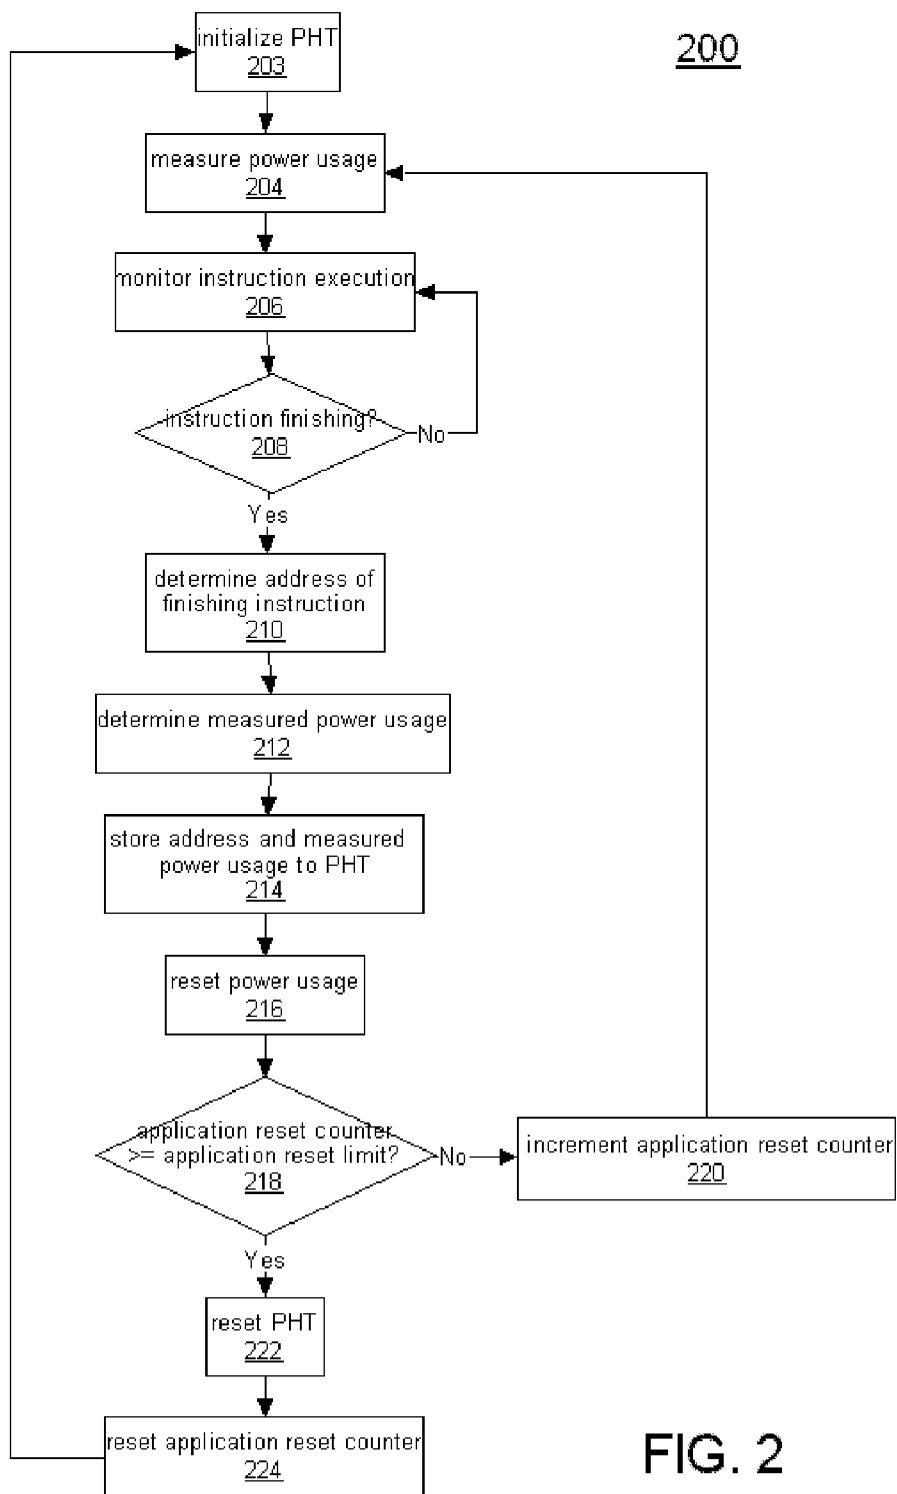 initialize PHT
203
200
measure power usage
204
monitor instruction execution
206
instruction finishing?
208
No
Yes
determine address of
finishing instruction
210
determine measured power usage
212
store address and measured
power usage to PHT
214
reset power usage
216
application reset counter
>= application reset limit?
218
No
increment application reset counter
220
Yes
reset PHT
222
reset application reset counter
224
FIG. 2